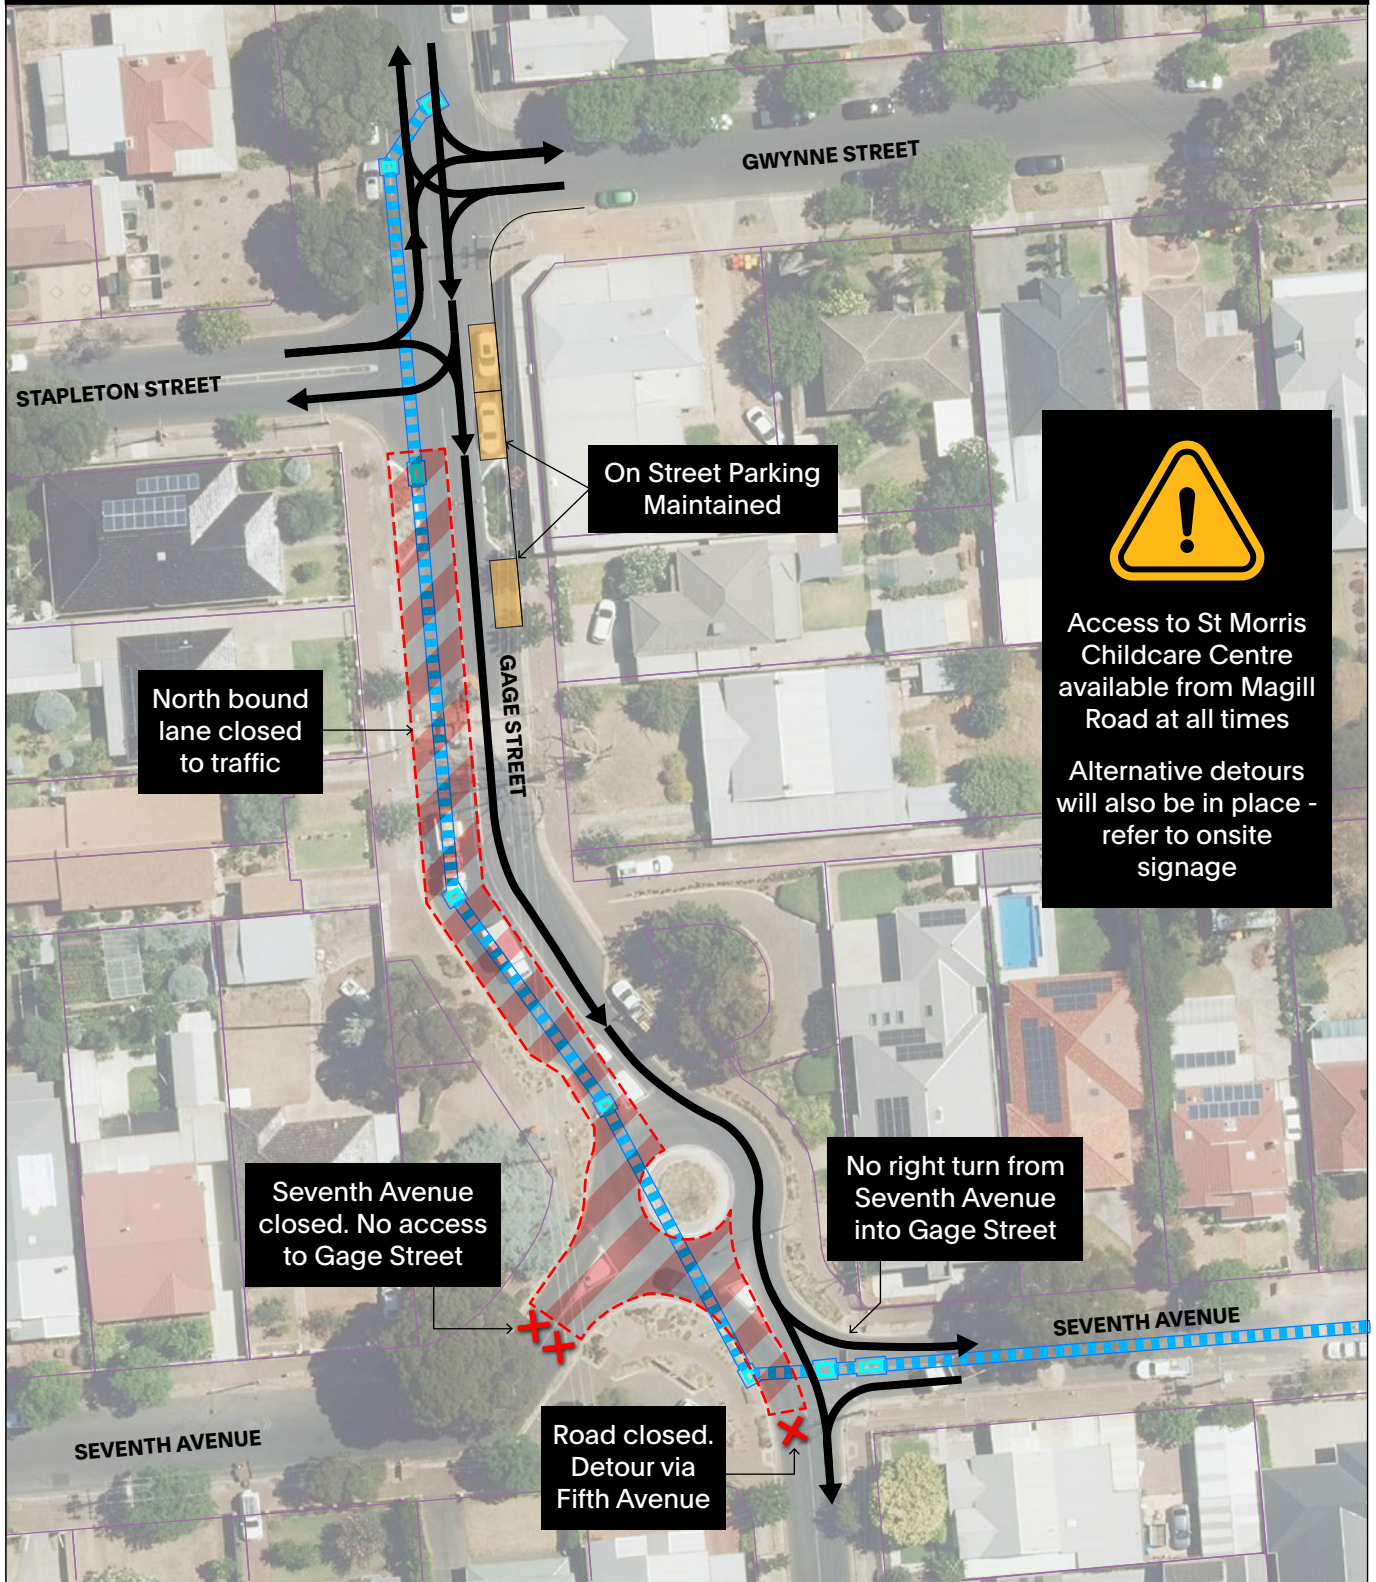 GWYNNE STREET
STAPLETON STREET
On Street Parking
Maintained
Access to St Morris
Childcare Centre
available from Magill
Road at all times
Alternative detours
will also be in place -
refer to onsite
signage
North bound
lane closed
to traffic
GAGE STREET
No right turn from
Seventh Avenue
into Gage Street
Seventh Avenue
closed. No access
to Gage Street
SEVENTH AVENUE
SEVENTH AVENUE
Road closed.
Detour via
Fifth Avenue